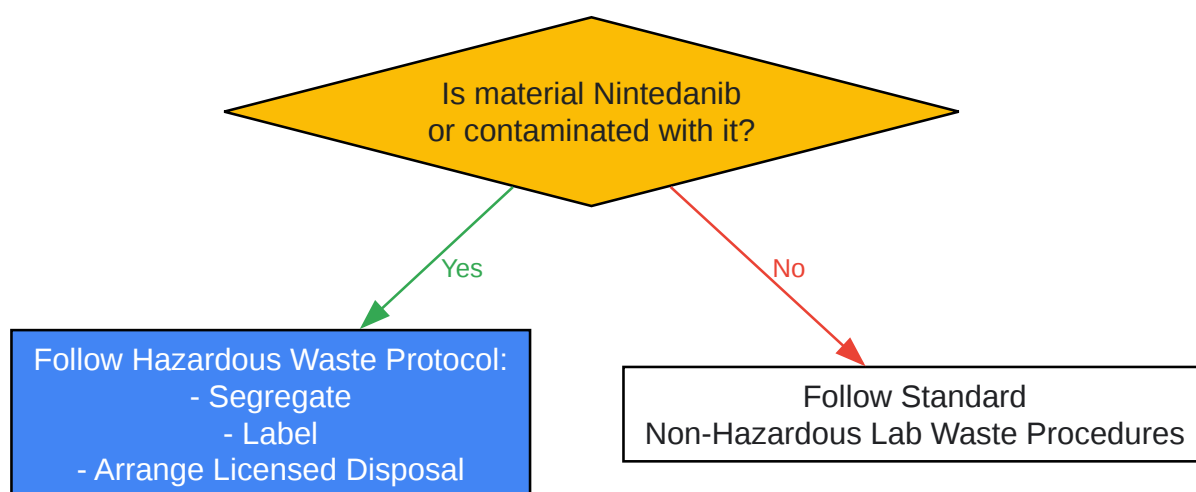 Is material Nintedanib
or contaminated with it?
Yes
No
Follow Hazardous Waste Protocol:
- Segregate
- Label
- Arrange Licensed Disposal
Follow Standard
Non-Hazardous Lab Waste Procedures